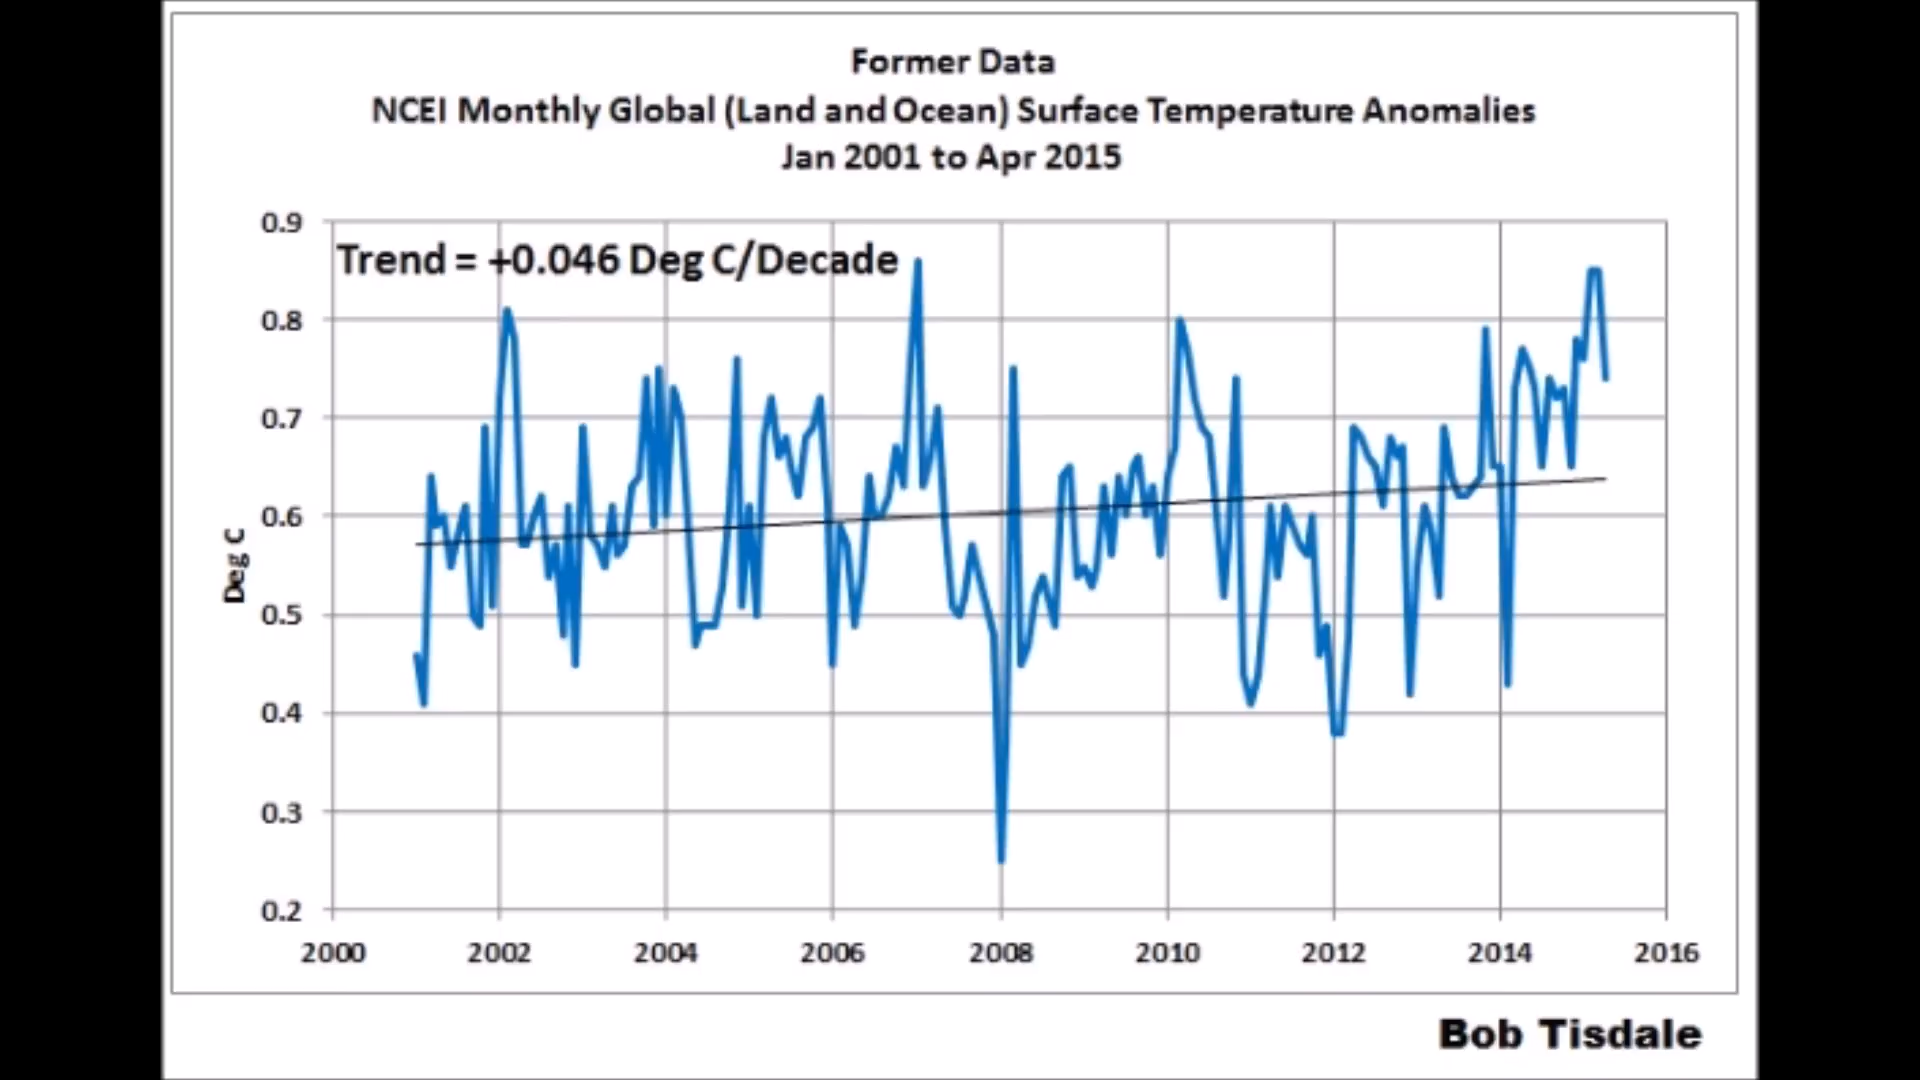 Former Data
NCEI Monthly Global (Land and Ocean) Surface Temperature Anomalies
Jan 2001 to Apr 2015
Trend = +0.046 Deg C/Decade
Deg C
0.9
0.8
0.7
0.6
0.5
0.4
0.3
0.2
2000 2002 2004 2006 2008 2010 2012 2014 2016
Bob Tisdale